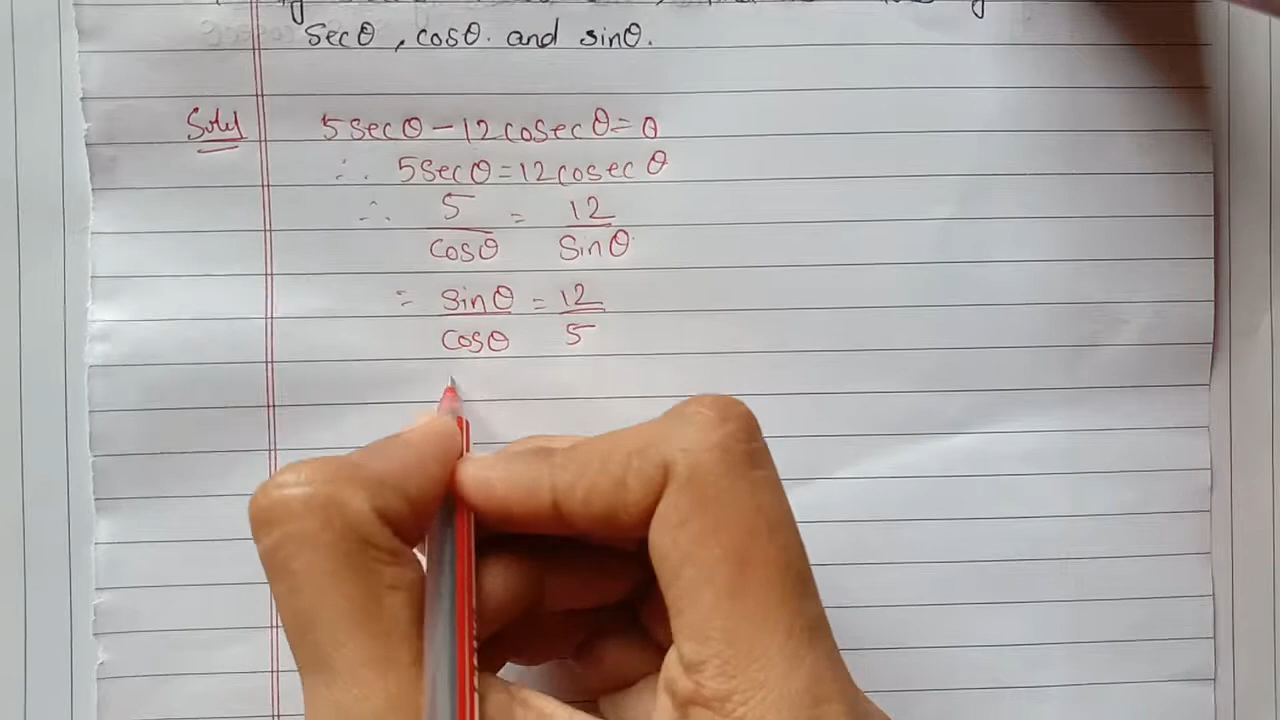 secθ, cosθ. and sinθ.
Soln 5secθ - 12cosecθ = 0
∴ 5secθ = 12cosecθ
∴ 5/cosθ = 12/sinθ
= sinθ/cosθ = 12/5